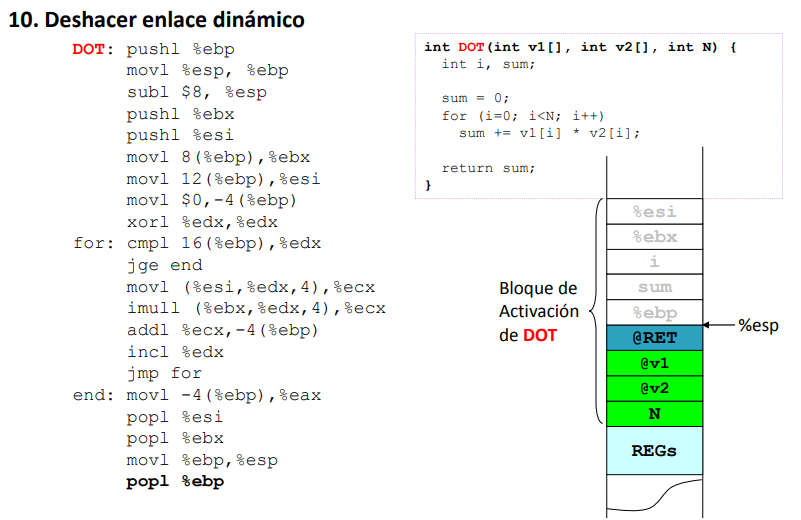 10. Deshacer enlace dinámico
DOT: pushl %ebp
movl %esp, %ebp
subl $8, %esp
pushl %ebx
pushl %esi
movl 8(%ebp),%ebx
movl 12(%ebp),%esi
movl $0,-4(%ebp)
xorl %edx,%edx
for: cmpl 16(%ebp),%edx
jge end
movl (%esi,%edx,4),%ecx
imull (%ebx,%edx,4),%ecx
addl %ecx,-4(%ebp)
incl %edx
jmp for
end: movl -4(%ebp),%eax
popl %esi
popl %ebx
movl %ebp,%esp
popl %ebp
int DOT(int v1[], int v2[], int N) {
int i, sum;
sum = 0;
for (i=0; i<N; i++)
sum += v1[i] * v2[i];
return sum;
}
Bloque de
Activación
de DOT
%esi
%ebx
i
sum
%ebp
@RET
@v1
@v2
N
REGs
%esp